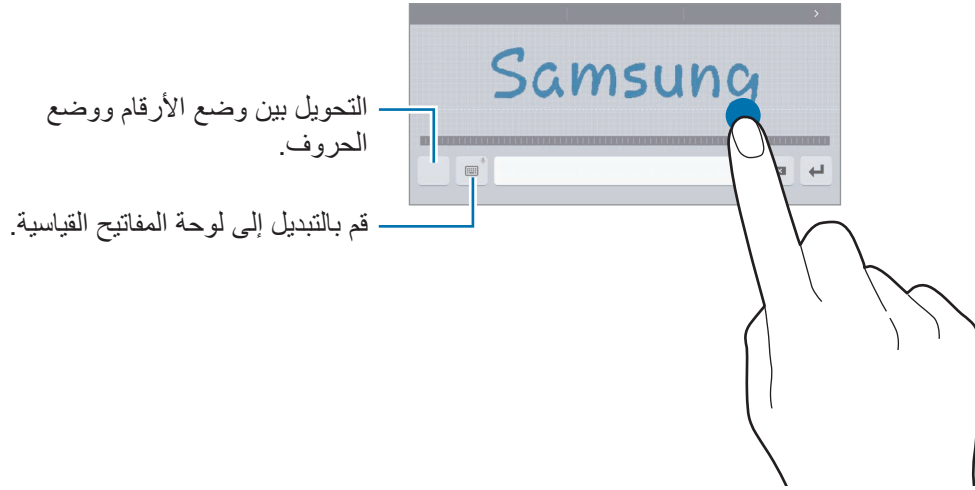 Samsung
التحويل بين وضع الأرقام ووضع
الحروف.
قم بالتبديل إلى لوحة المفاتيح القياسية.